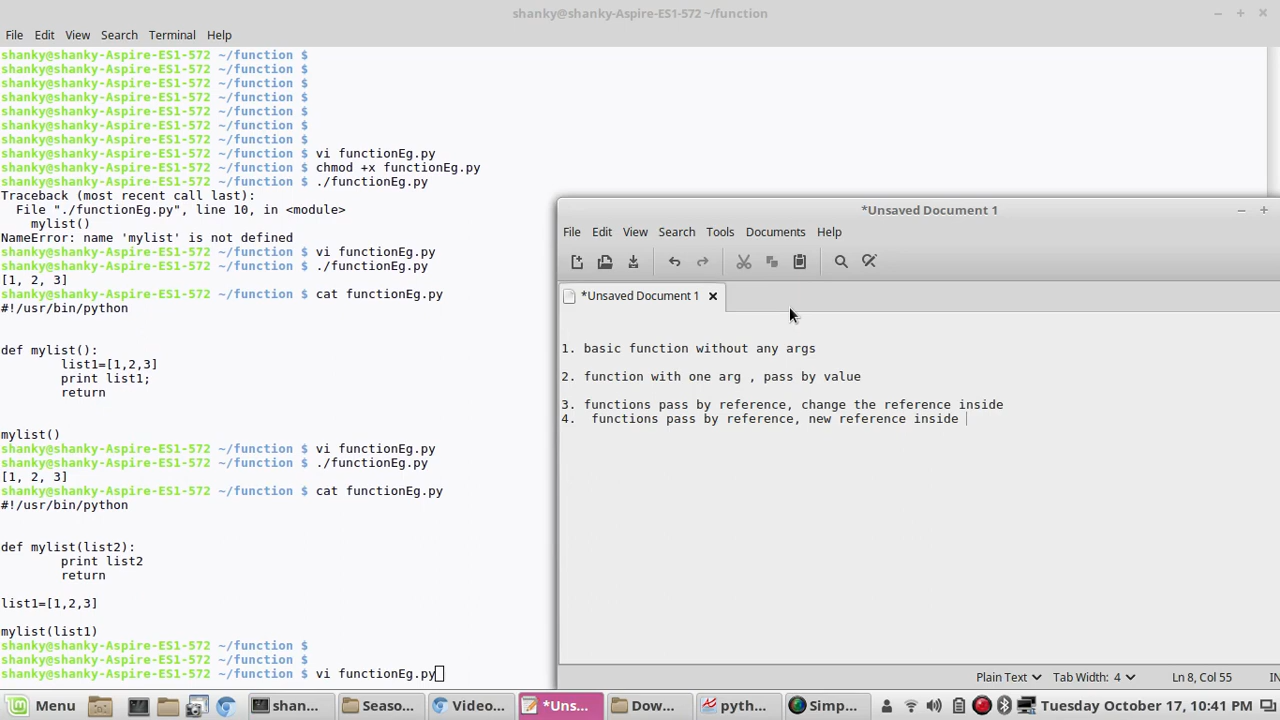 shanky@shanky-Aspire-ES1-572 ~/function
File Edit View Search Terminal Help
shanky@shanky-Aspire-ES1-572 ~/function $
shanky@shanky-Aspire-ES1-572 ~/function $
shanky@shanky-Aspire-ES1-572 ~/function $
shanky@shanky-Aspire-ES1-572 ~/function $
shanky@shanky-Aspire-ES1-572 ~/function $
shanky@shanky-Aspire-ES1-572 ~/function $
shanky@shanky-Aspire-ES1-572 ~/function $
shanky@shanky-Aspire-ES1-572 ~/function $ vi functionEg.py
shanky@shanky-Aspire-ES1-572 ~/function $ chmod +x functionEg.py
shanky@shanky-Aspire-ES1-572 ~/function $ ./functionEg.py
Traceback (most recent call last):
  File "./functionEg.py", line 10, in <module>
    mylist()
NameError: name 'mylist' is not defined
shanky@shanky-Aspire-ES1-572 ~/function $ vi functionEg.py
shanky@shanky-Aspire-ES1-572 ~/function $ ./functionEg.py
[1, 2, 3]
shanky@shanky-Aspire-ES1-572 ~/function $ cat functionEg.py
#!/usr/bin/python
def mylist():
        list1=[1,2,3]
        print list1;
        return
mylist()
shanky@shanky-Aspire-ES1-572 ~/function $ vi functionEg.py
shanky@shanky-Aspire-ES1-572 ~/function $ ./functionEg.py
[1, 2, 3]
shanky@shanky-Aspire-ES1-572 ~/function $ cat functionEg.py
#!/usr/bin/python
def mylist(list2):
        print list2
        return
list1=[1,2,3]
mylist(list1)
shanky@shanky-Aspire-ES1-572 ~/function $
shanky@shanky-Aspire-ES1-572 ~/function $
shanky@shanky-Aspire-ES1-572 ~/function $ vi functionEg.py
*Unsaved Document 1
File Edit View Search Tools Documents Help
*Unsaved Document 1
1. basic function without any args
2. function with one arg , pass by value
3. functions pass by reference, change the reference inside
4.  functions pass by reference, new reference inside
Plain Text Tab Width: 4 Ln 8, Col 55 IN
Menu shan... Seaso... Video... *Uns... Dow... pyth... Simp... Tuesday October 17, 10:41 PM